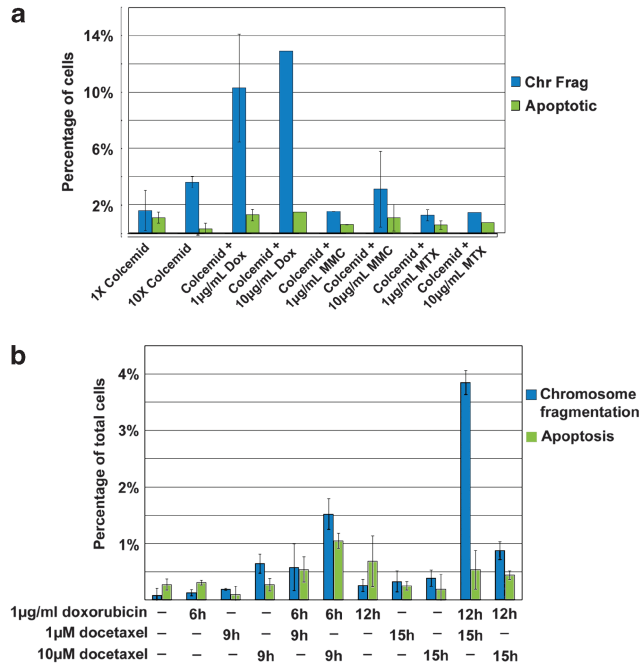 a
14%
10%
6%
2%
Percentage of cells
Chr Frag
Apoptotic
1X Colcemid
10X Colcemid
Colcemid +
1µg/mL Dox
Colcemid +
10µg/mL Dox
Colcemid +
1µg/mL MMC
Colcemid +
10µg/mL MMC
Colcemid +
1µg/mL MTX
Colcemid +
10µg/mL MTX
b
4%
3%
2%
1%
Percentage of total cells
Chromosome
fragmentation
Apoptosis
1µg/ml doxorubicin – 6h – – 6h 6h 12h – – 12h 12h
1µM docetaxel – – 9h – 9h – – 15h – 15h –
10µM docetaxel – – – 9h – 9h – – 15h – 15h